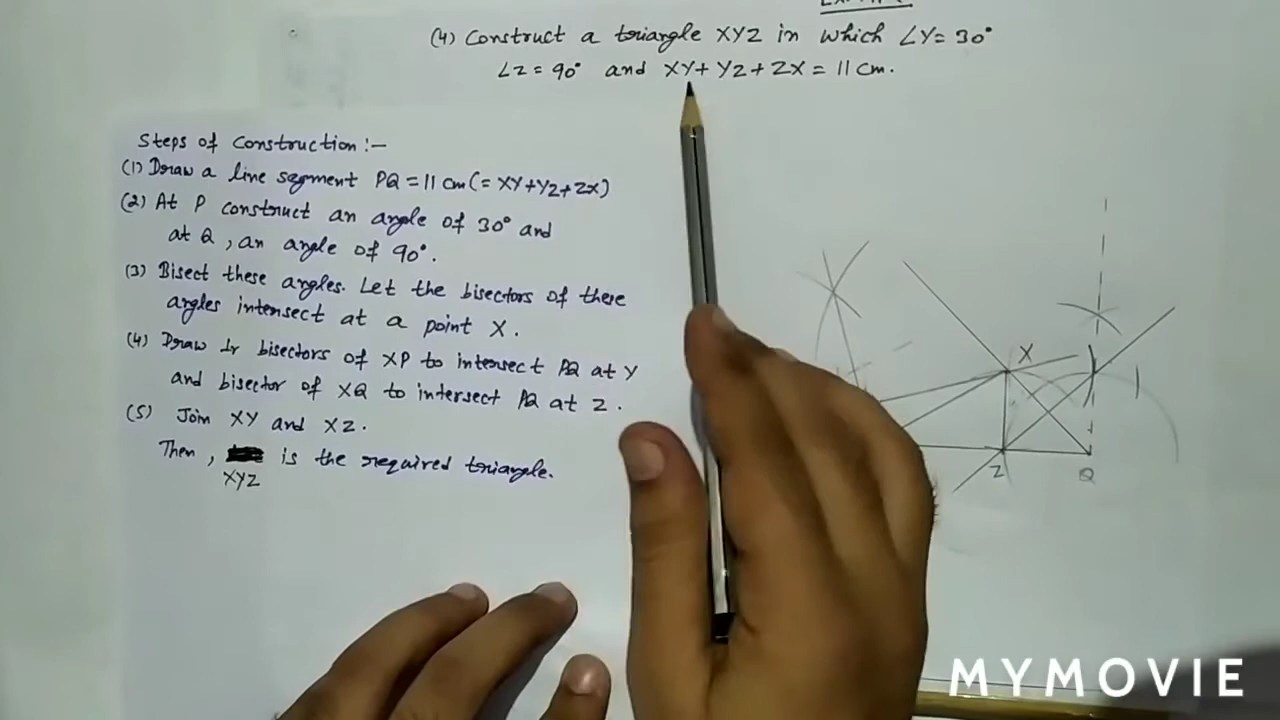 (4) Construct a triangle XYZ in which ∠Y = 30°
∠Z = 90° and XY + YZ + ZX = 11 cm.
Steps of Construction :-
(1) Draw a line segment PQ = 11 cm (= XY + YZ + ZX)
(2) At P construct an angle of 30° and
at Q, an angle of 90°.
(3) Bisect these angles. Let the bisectors of there
angles intersect at a point X.
(4) Draw ⊥r bisectors of XP to intersect PQ at Y
and bisector of XQ to intersect PQ at Z.
(5) Join XY and XZ.
Then, is the required triangle.
XYZ
X
Z
Q
MYMOVIE